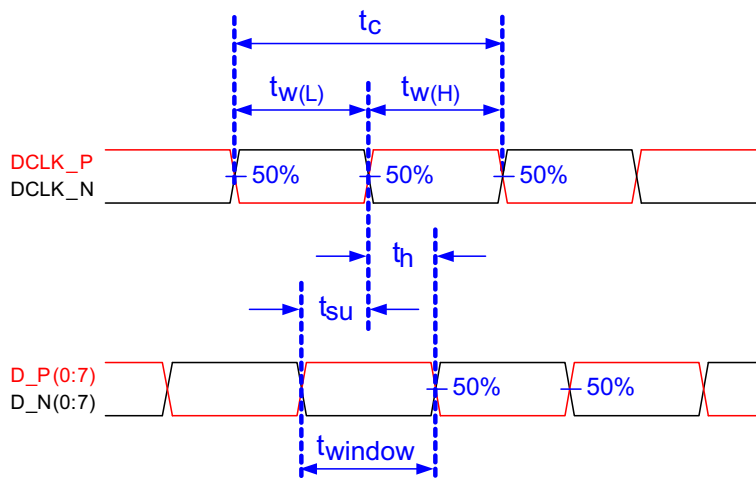 tc
tw(L) tw(H)
DCLK_P
DCLK_N
50% 50% 50%
th
tsu
D_P(0:7)
D_N(0:7)
50% 50%
twindow